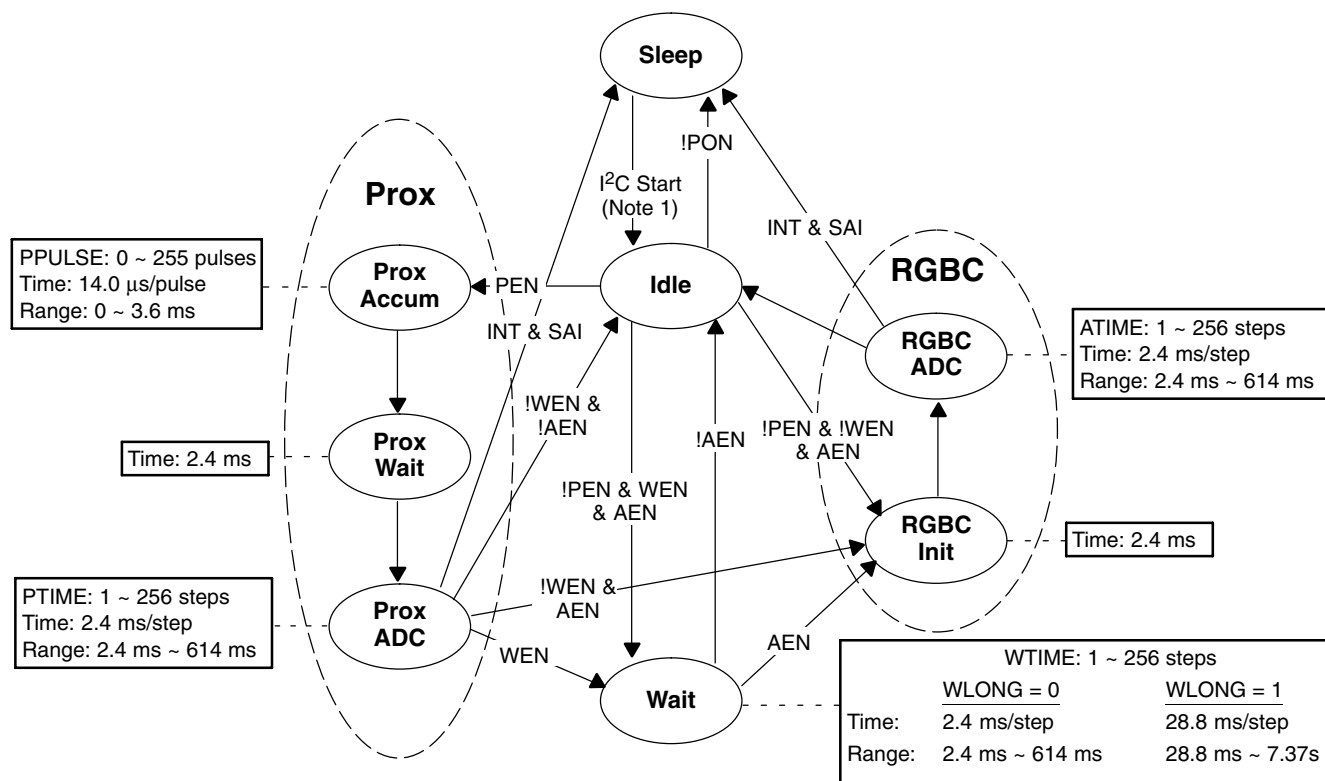 Sleep
!PON
I²C Start
(Note 1)
Prox
INT & SAI
RGBC
PPULSE: 0 ~ 255 pulses
Time: 14.0 μs/pulse
Range: 0 ~ 3.6 ms
Prox
Accum
PEN
Idle
INT & SAI
RGBC
ADC
ATIME: 1 ~ 256 steps
Time: 2.4 ms/step
Range: 2.4 ms ~ 614 ms
!WEN &
!AEN
!AEN
!PEN & !WEN
& AEN
Time: 2.4 ms
Prox
Wait
!PEN & WEN
& AEN
RGBC
Init
Time: 2.4 ms
PTIME: 1 ~ 256 steps
Time: 2.4 ms/step
Range: 2.4 ms ~ 614 ms
Prox
ADC
!WEN &
AEN
WEN
AEN
Wait
WTIME: 1 ~ 256 steps
WLONG = 0 WLONG = 1
Time: 2.4 ms/step 28.8 ms/step
Range: 2.4 ms ~ 614 ms 28.8 ms ~ 7.37s